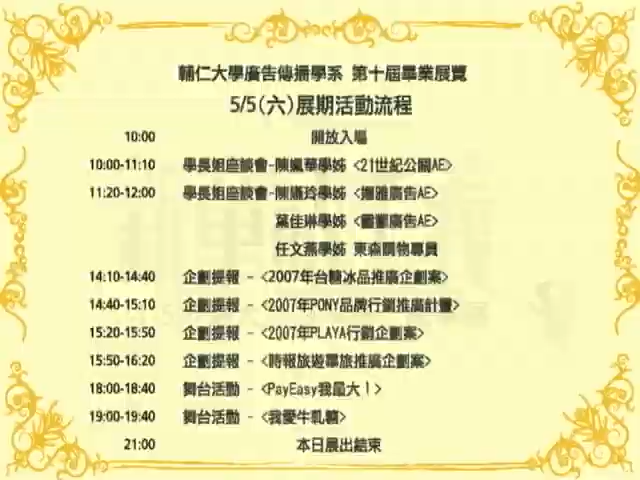 輔仁大學廣告傳播學系 第十屆畢業展覽
5/5(六)展期活動流程
10:00 開放入場
10:00-11:10 學長姐座談會-陳姵華學姊 <21世紀公關AE>
11:20-12:00 學長姐座談會-陳 玲學姊 < 雅廣告AE>
葉佳琳學姊 < 廣告AE>
任文燕學姊 東森購物專員
14:10-14:40 企劃提報 - <2007年台糖冰品推廣企劃案>
14:40-15:10 企劃提報 - <2007年PONY品牌行銷推廣計畫>
15:20-15:50 企劃提報 - <2007年PLAYA行銷企劃案>
15:50-16:20 企劃提報 - <時報旅遊畢旅推廣企劃案>
18:00-18:40 舞台活動 - <PayEasy我最大！>
19:00-19:40 舞台活動 - <我愛牛軋糖>
21:00 本日展出結束